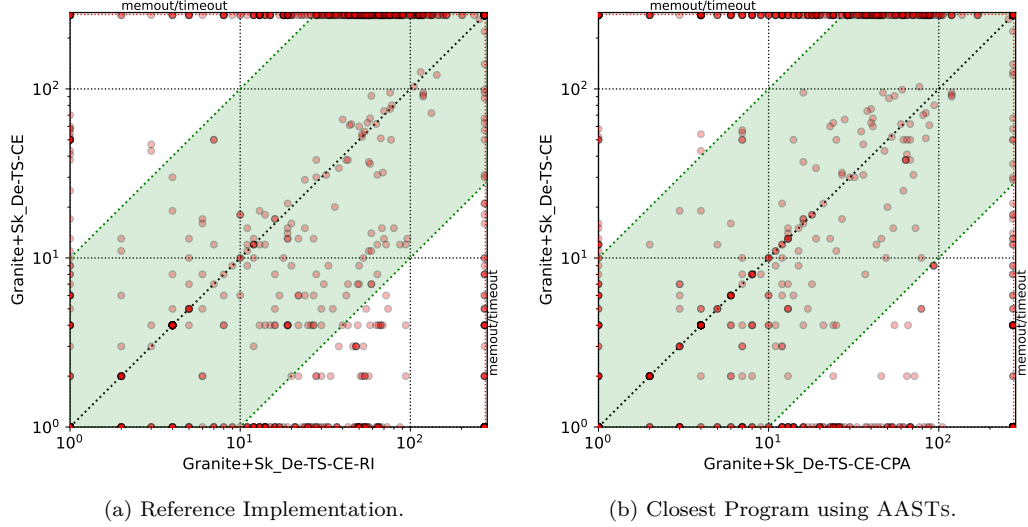 memout/timeout
memout/timeout
10²
10²
Granite+Sk_De-TS-CE
Granite+Sk_De-TS-CE
10¹
10¹
memout/timeout
memout/timeout
10⁰
10⁰
10⁰ 10¹ 10²
10⁰ 10¹ 10²
Granite+Sk_De-TS-CE-RI
Granite+Sk_De-TS-CE-CPA
(a) Reference Implementation.
(b) Closest Program using AASTs.